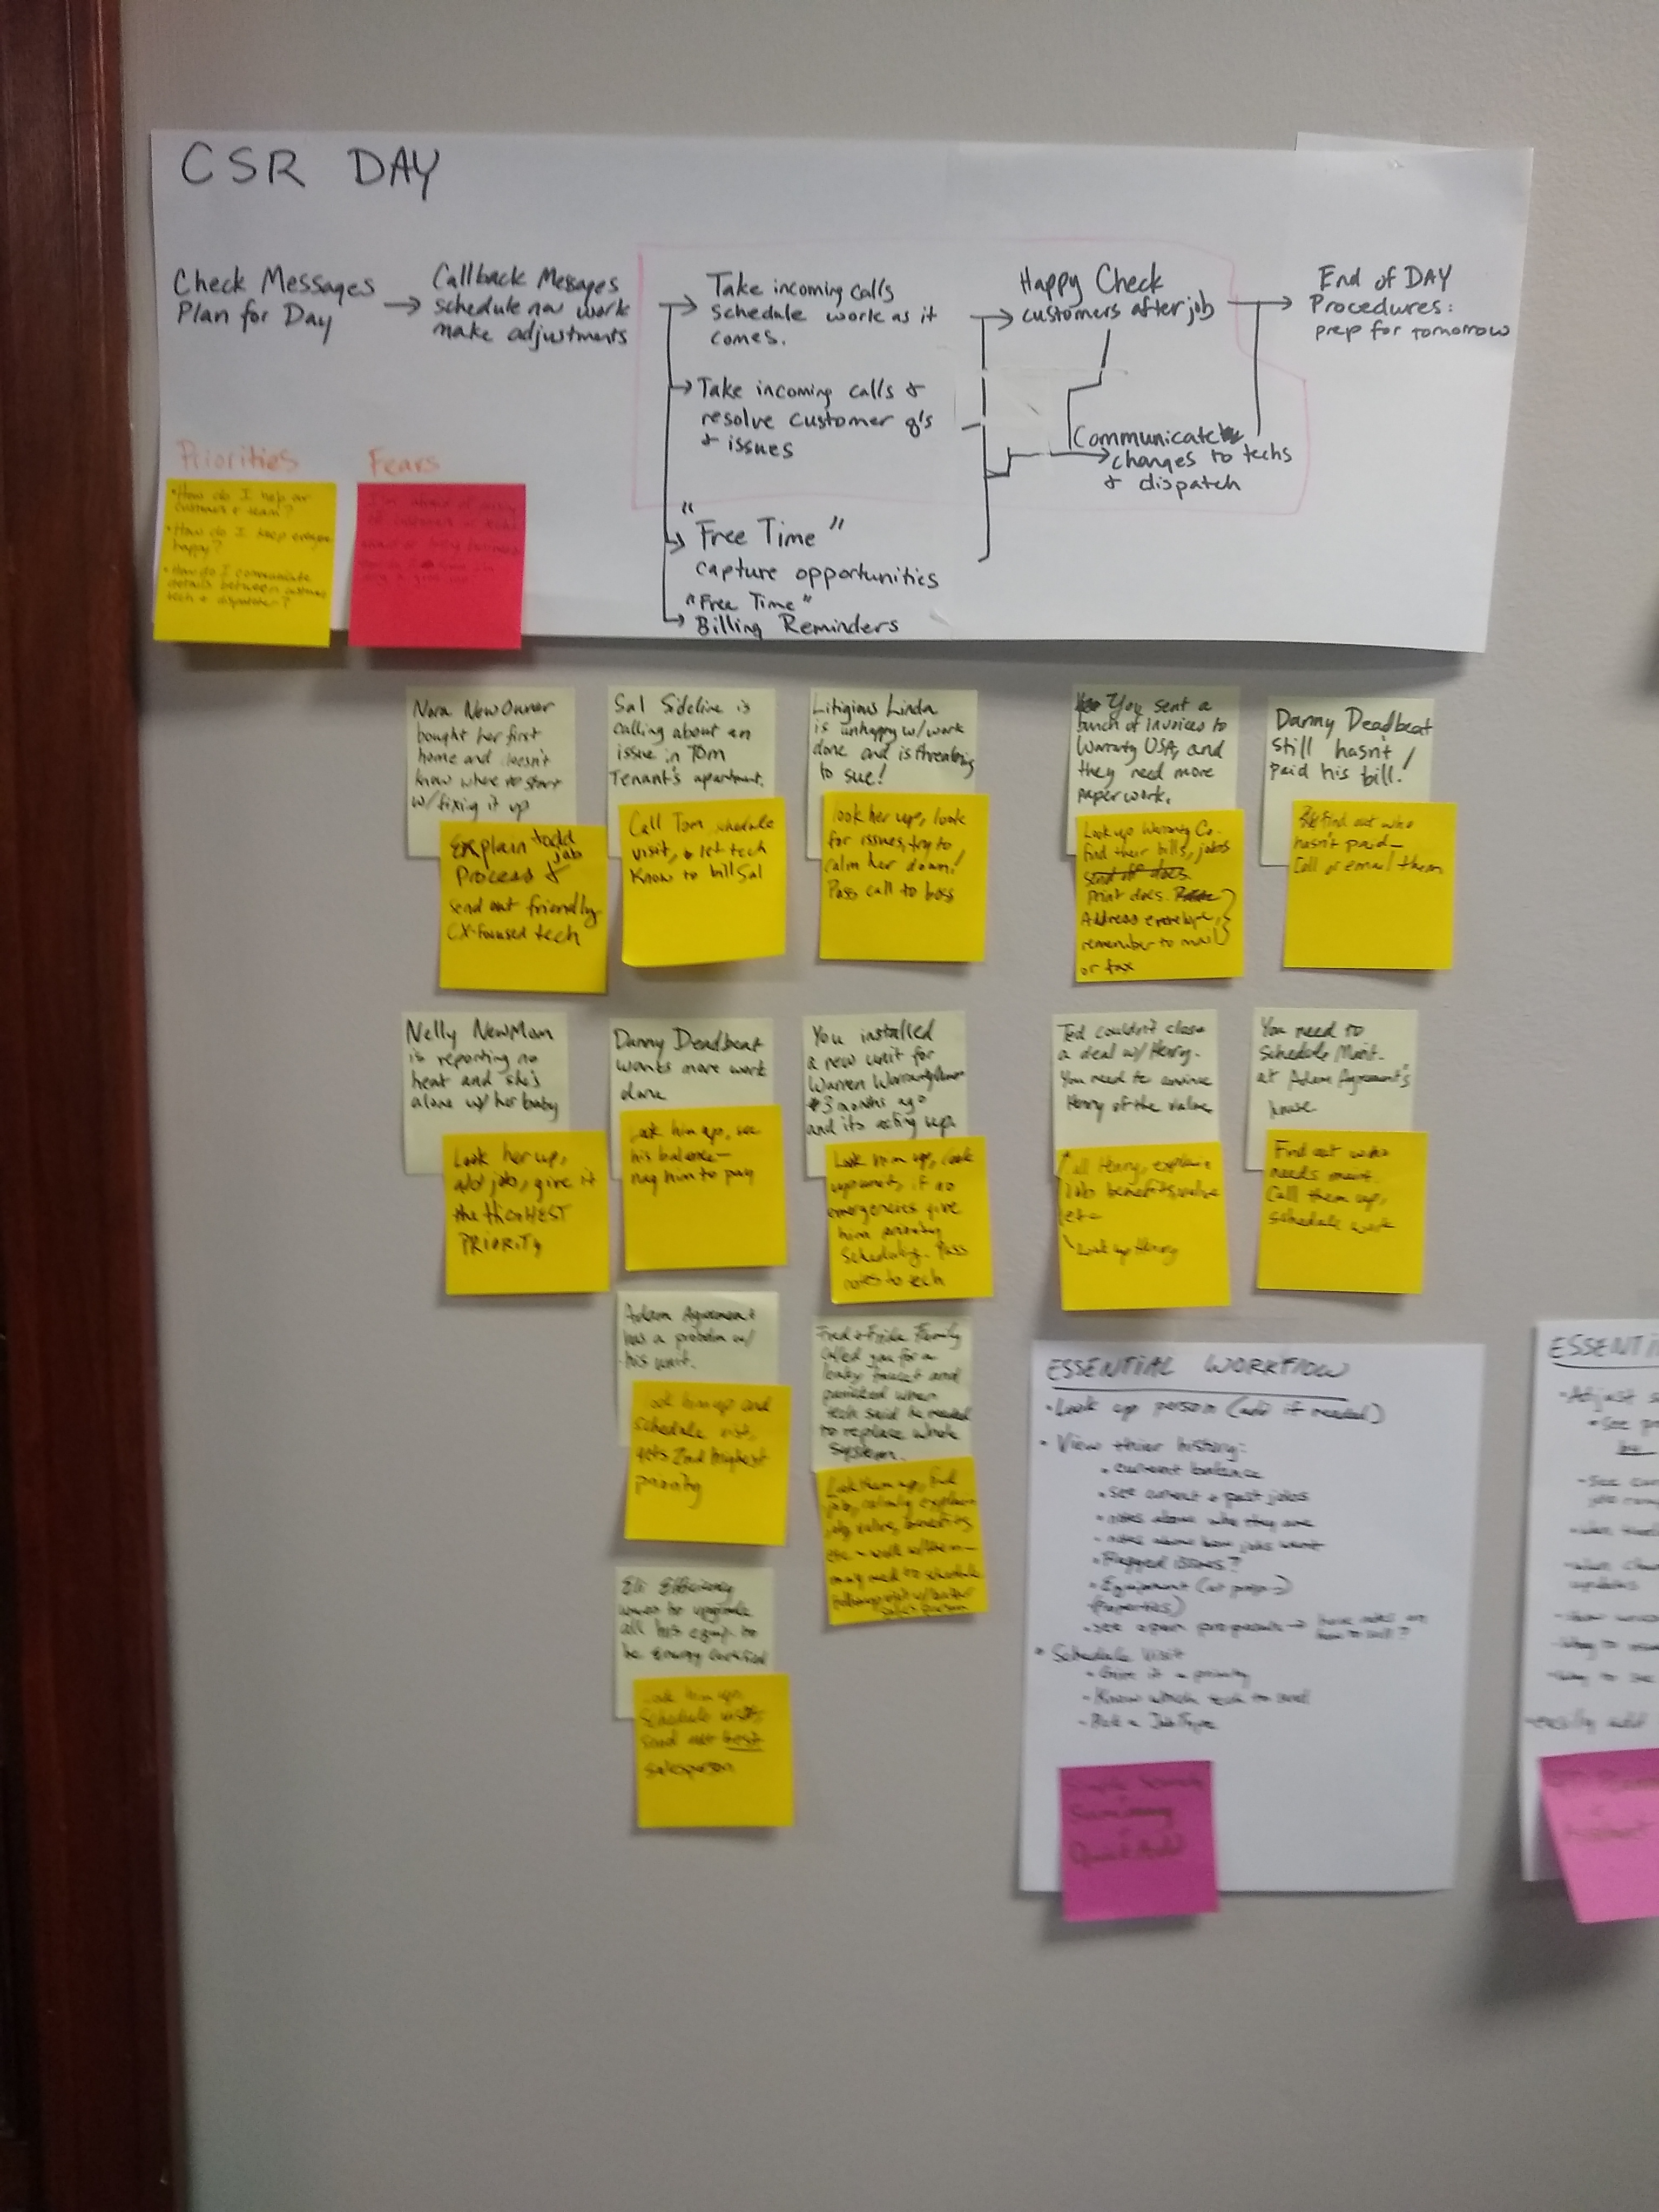 CSR DAY
Check Messages
Plan for Day
Callback Messages
schedule new work
make adjustments
Take incoming calls
schedule work as it
comes.
Take incoming calls &
resolve customer q's
& issues
"Free Time"
capture opportunities
"Free Time"
Billing Reminders
Happy Check
customers after job
Communicate
changes to techs
& dispatch
End of DAY
Procedures:
prep for tomorrow
Priorities
• How do I help our
customers & team?
• How do I keep everyone
happy?
• How do I communicate
details between customer
tech & dispatcher?
Fears
Nora NewOwner
bought her first
home and doesn't
know where to start
w/ fixing it up
Explain todd
job
process &
send out friendly
CX-Focused tech
Sal Sideline is
calling about an
issue in Tom
Tenant's apartment.
Call Tom, schedule
visit, & let tech
know to bill Sal
Litigious Linda
is unhappy w/work
done and is threatening
to sue!
look her up, look
for issues, try to
calm her down!
Pass call to boss
You sent a
bunch of invoices to
Warranty USA, and
they need more
paperwork.
Look up Warranty Co.
find their bills, jobs
send off docs
print docs.
Address envelope,
remember to mail
or fax
Danny Deadbeat
still hasn't
paid his bill!
find out who
hasn't paid—
Call or email them
Nelly NewMom
is reporting no
heat and she's
alone w/ her baby
Look her up,
add job, give it
the HIGHEST
PRIORITY
Danny Deadbeat
wants more work
done
Look him up, see
his balance—
nag him to pay
You installed
a new unit for
Warren
3 months ago
and its acting up.
Look him up, look
up unit, if no
emergencies give
him priority
scheduling. Pass
notes to tech
Ted couldn't close
a deal w/ Henry.
You need to convince
Henry of the value.
Call Henry, explain
job benefits, value
etc
Look up Henry
You need to
Schedule Maint.
at Adam Agreement's
house.
Find out who
needs maint.
Call them up,
schedule work
Adam Agreement
has a problem w/
his unit.
Look him up and
schedule visit,
gets 2nd highest
priority
Fred & Frida Family
called you for a
leaky faucet and
panicked when
tech said he needed
to replace whole
system.
Look them up, find
job, calmly explain
job value, benefits
etc - work w/them—
may need to schedule
followup visit w/ better
sales person
Eli Efficiency
wants to upgrade
all his equip. to
be Energy Certified
Look him up,
Schedule visit,
send out best
salesperson
ESSENTIAL WORKFLOW
• Look up person (add if needed)
• View thier history:
• current balance
• see current & past jobs
• notes about who they are
• notes about how jobs went
• Flagged issues?
• Equipment
(Properties)
• see open proposals → have notes on
how to sell?
• Schedule Visit
• Give it a priority
• Know which tech to send
• Pick a Job Type
Summary
Quick Add
ESSENTI
• Adjust s
• see pr
by
updates
• easily add